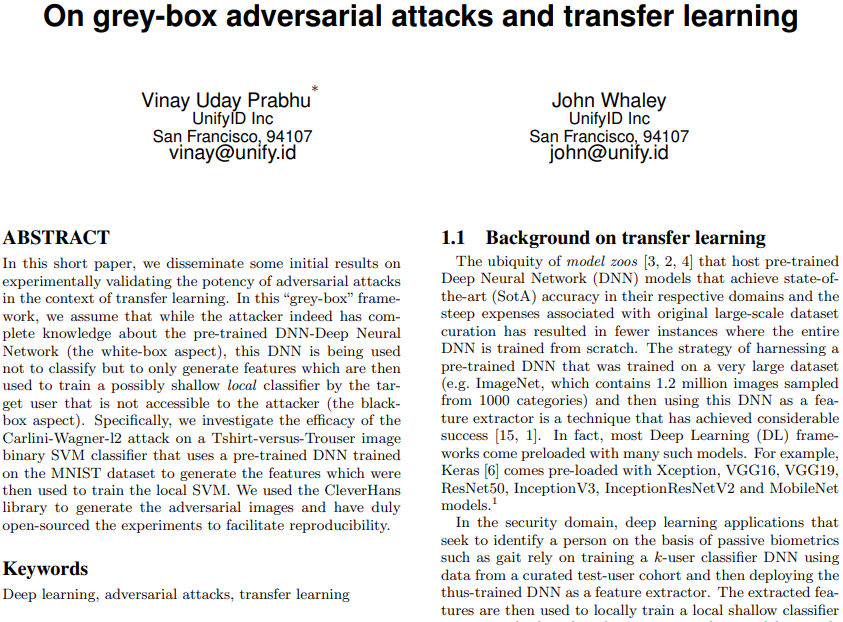 On grey-box adversarial attacks and transfer learning
Vinay Uday Prabhu*
UnifyID Inc
San Francisco, 94107
vinay@unify.id
John Whaley
UnifyID Inc
San Francisco, 94107
john@unify.id
ABSTRACT
In this short paper, we disseminate some initial results on
experimentally validating the potency of adversarial attacks
in the context of transfer learning. In this “grey-box” frame-
work, we assume that while the attacker indeed has com-
plete knowledge about the pre-trained DNN-Deep Neural
Network (the white-box aspect), this DNN is being used
not to classify but to only generate features which are then
used to train a possibly shallow local classifier by the tar-
get user that is not accessible to the attacker (the black-
box aspect). Specifically, we investigate the efficacy of the
Carlini-Wagner-l2 attack on a Tshirt-versus-Trouser image
binary SVM classifier that uses a pre-trained DNN trained
on the MNIST dataset to generate the features which were
then used to train the local SVM. We used the CleverHans
library to generate the adversarial images and have duly
open-sourced the experiments to facilitate reproducibility.
Keywords
Deep learning, adversarial attacks, transfer learning
1.1 Background on transfer learning
The ubiquity of model zoos [3, 2, 4] that host pre-trained
Deep Neural Network (DNN) models that achieve state-of-
the-art (SotA) accuracy in their respective domains and the
steep expenses associated with original large-scale dataset
curation has resulted in fewer instances where the entire
DNN is trained from scratch. The strategy of harnessing a
pre-trained DNN that was trained on a very large dataset
(e.g. ImageNet, which contains 1.2 million images sampled
from 1000 categories) and then using this DNN as a fea-
ture extractor is a technique that has achieved considerable
success [15, 1]. In fact, most Deep Learning (DL) frame-
works come preloaded with many such models. For example,
Keras [6] comes pre-loaded with Xception, VGG16, VGG19,
ResNet50, InceptionV3, InceptionResNetV2 and MobileNet
models.1
In the security domain, deep learning applications that
seek to identify a person on the basis of passive biometrics
such as gait rely on training a k-user classifier DNN using
data from a curated test-user cohort and then deploying the
thus-trained DNN as a feature extractor. The extracted fea-
tures are then used to locally train a local shallow classifier